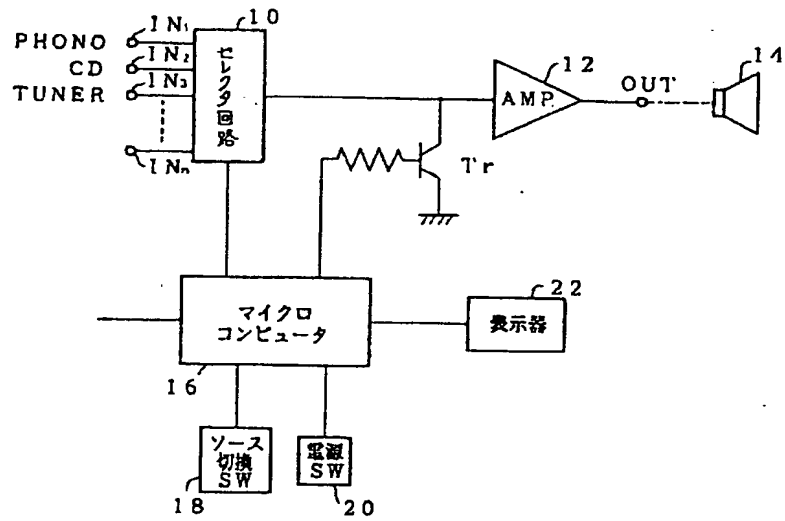 PHONO
CD
TUNER
IN₁
IN₂
IN₃
INₙ
10
セレクタ回路
12
AMP.
OUT
14
Tr
マイクロ
コンピュータ
16
22
表示器
ソース
切換
SW
18
電源
SW
20